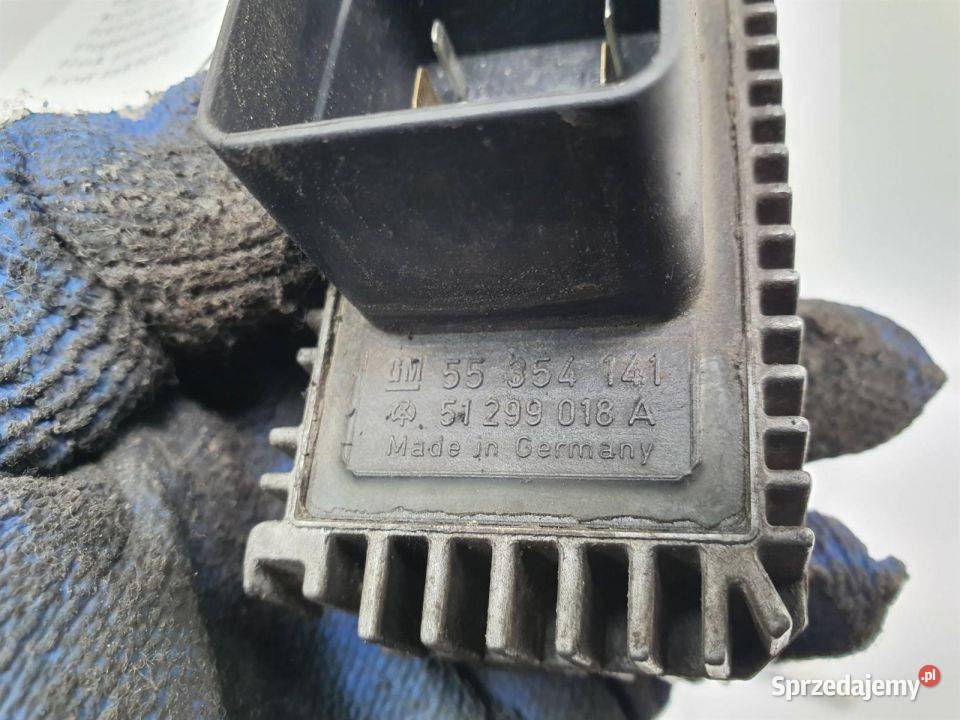 GM 55 354 141
51 299 018 A
Made in Germany
Sprzedajemy.pl